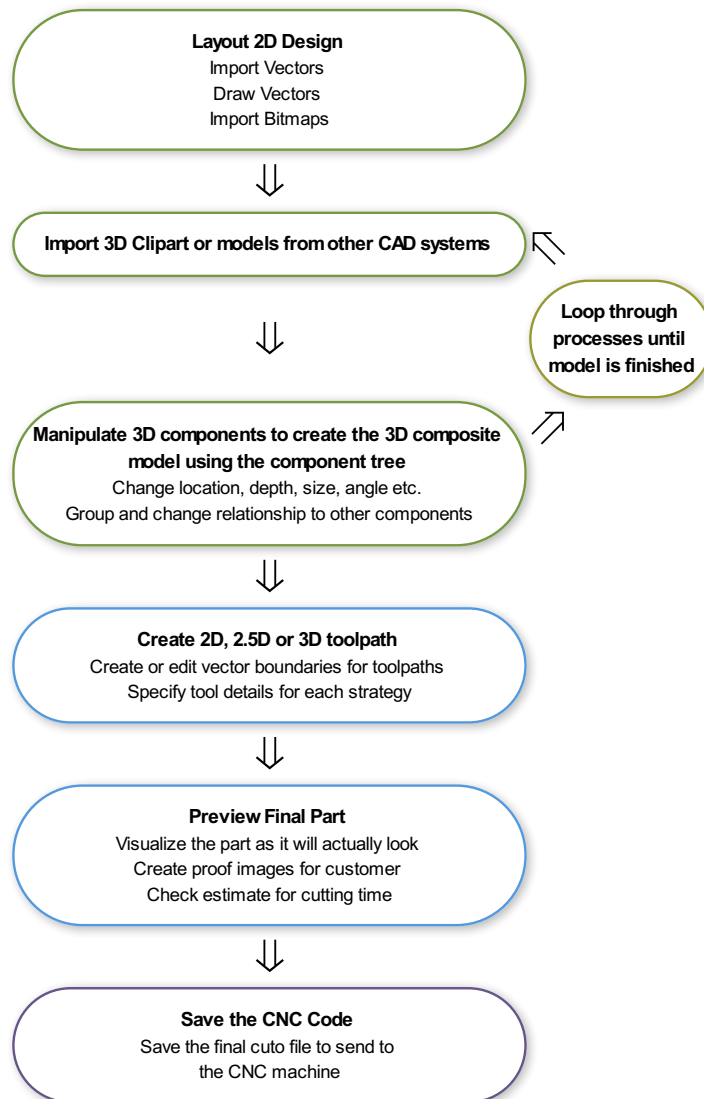 Layout 2D Design
Import Vectors
Draw Vectors
Import Bitmaps
Import 3D Clipart or models from other CAD systems
Loop through
processes until
model is finished
Manipulate 3D components to create the 3D composite
model using the component tree
Change location, depth, size, angle etc.
Group and change relationship to other components
Create 2D, 2.5D or 3D toolpath
Create or edit vector boundaries for toolpaths
Specify tool details for each strategy
Preview Final Part
Visualize the part as it will actually look
Create proof images for customer
Check estimate for cutting time
Save the CNC Code
Save the final cuto file to send to
the CNC machine